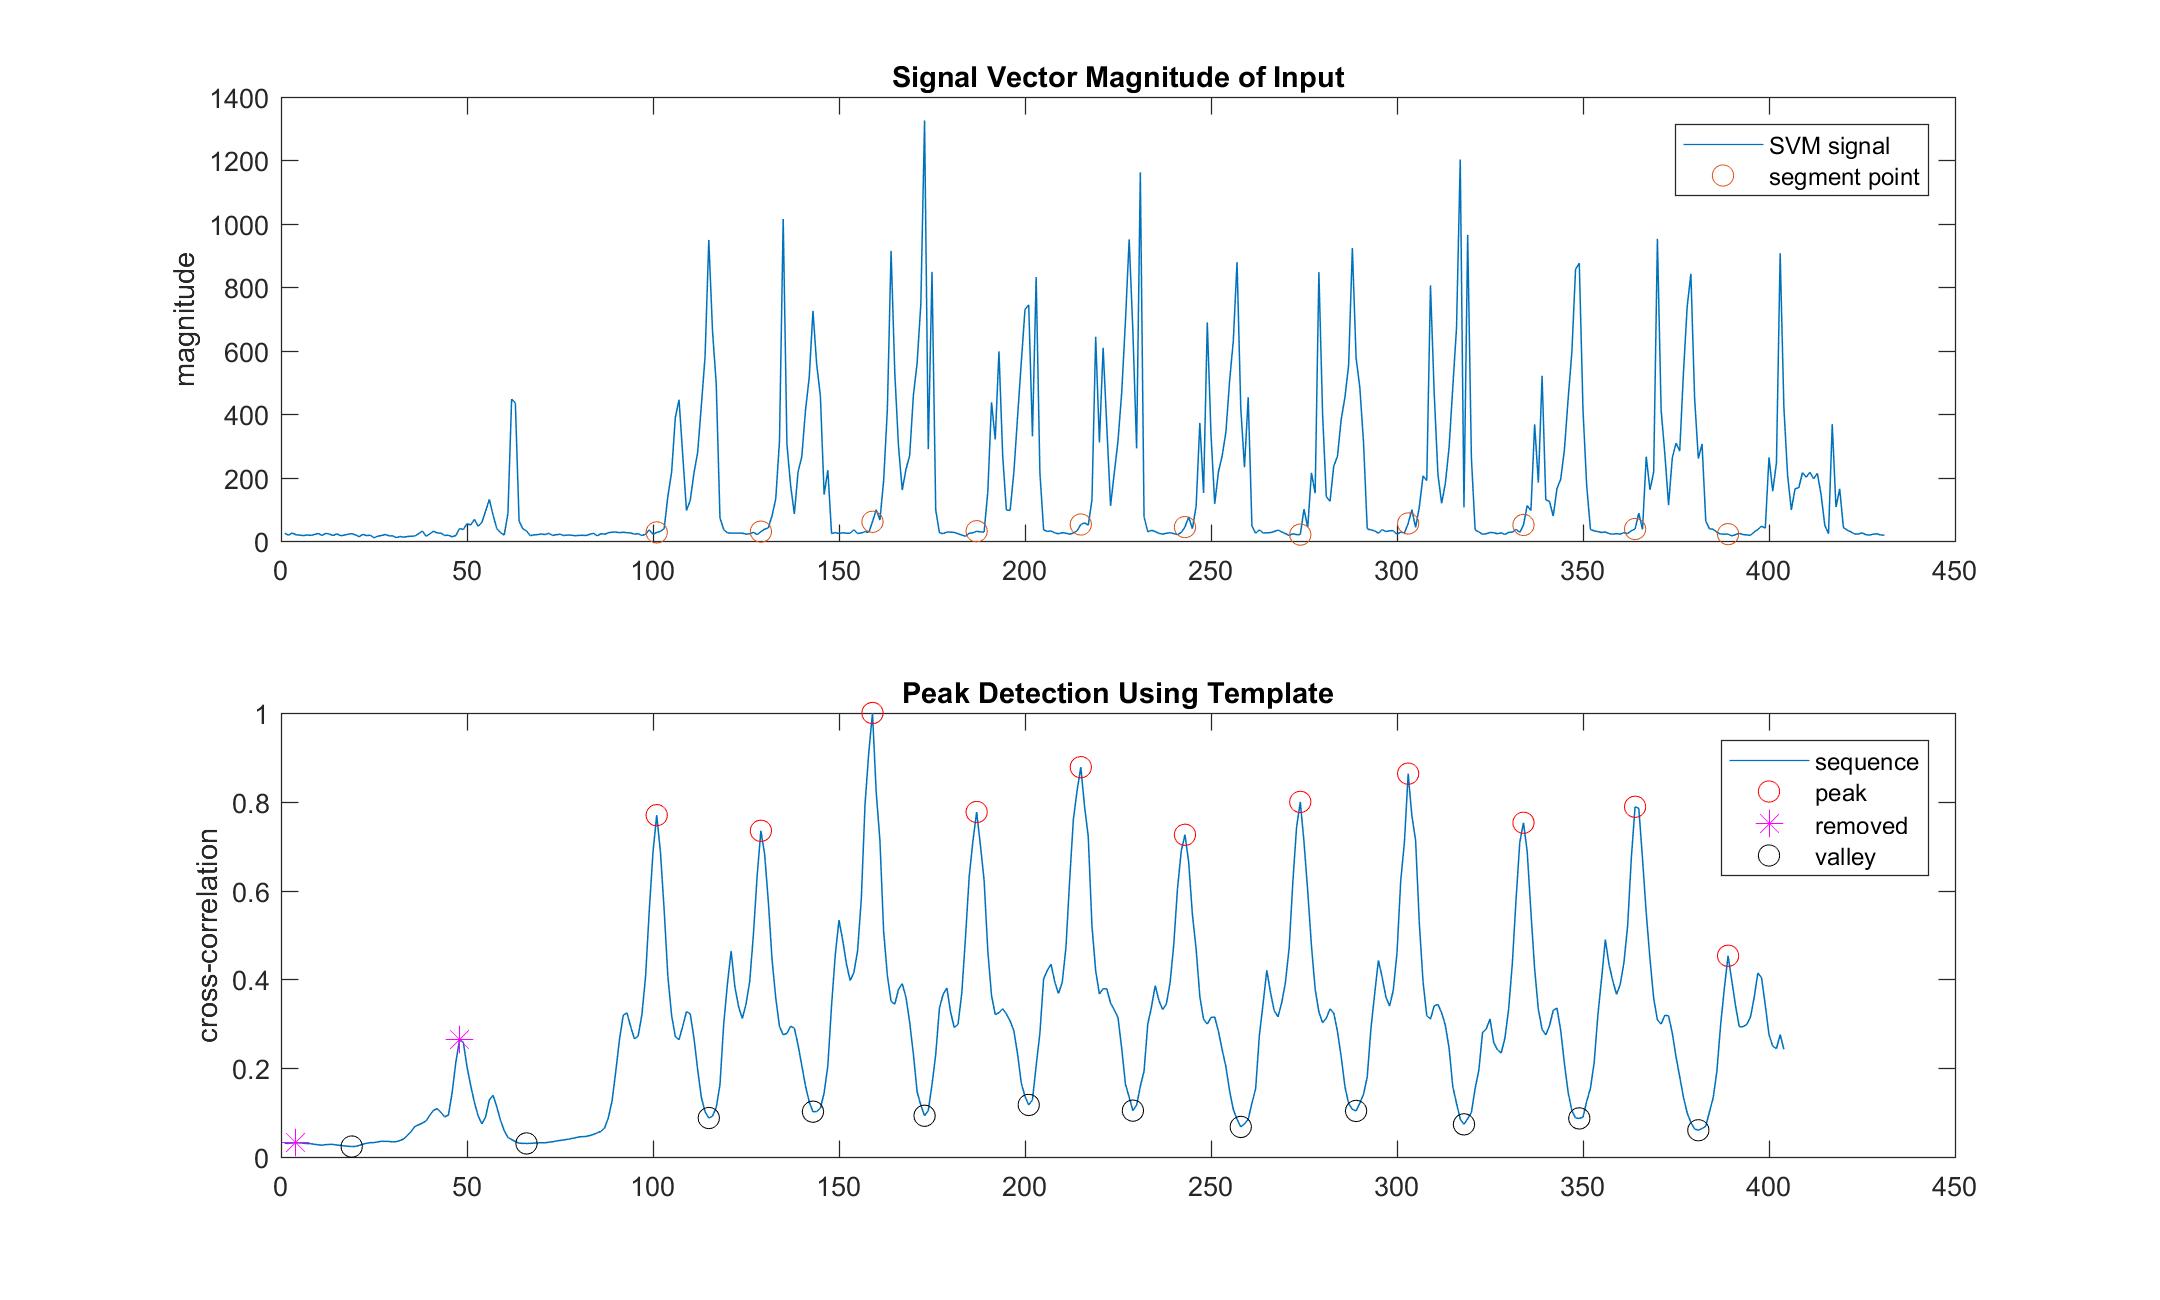 Signal Vector Magnitude of Input
1400
1200
1000
800
600
400
200
0
magnitude
SVM signal
segment point
0 50 100 150 200 250 300 350 400 450
Peak Detection Using Template
1
0.8
0.6
0.4
0.2
0
cross-correlation
sequence
peak
removed
valley
0 50 100 150 200 250 300 350 400 450